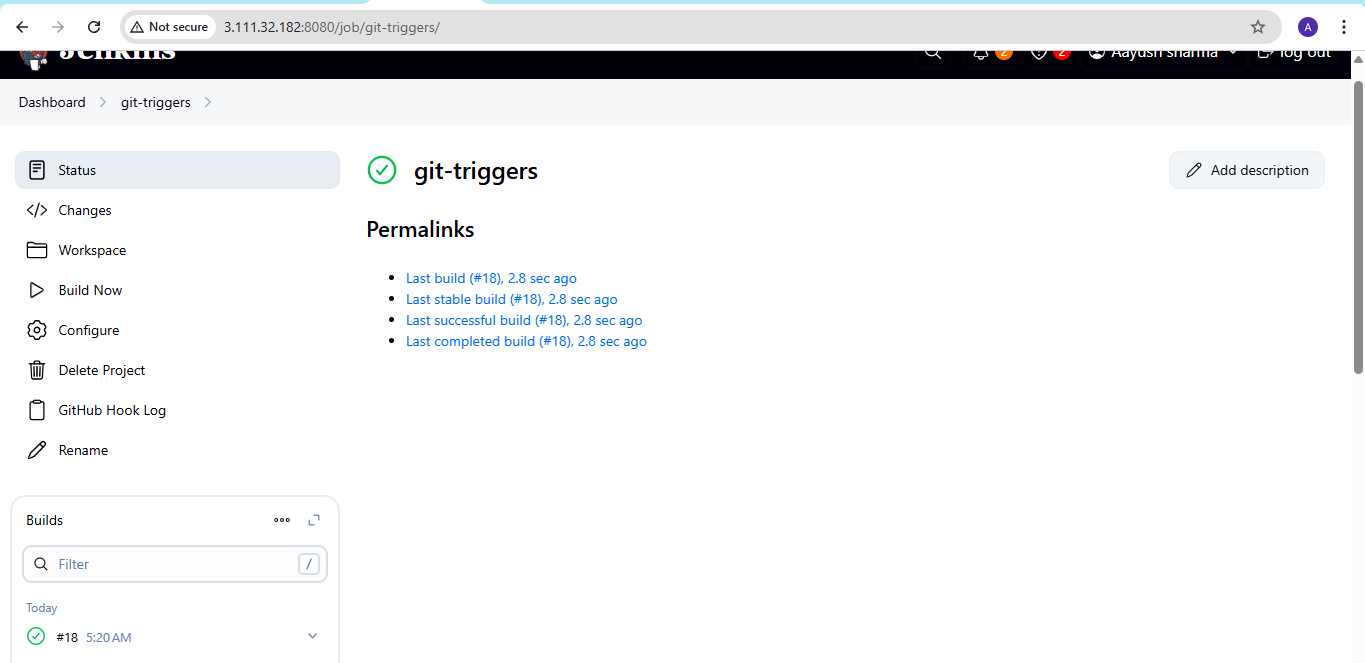 Not secure 3.111.32.182:8080/job/git-triggers/ A
Jenkins 2 2 Aayush sharma log out
Dashboard git-triggers
Status
Changes
Workspace
Build Now
Configure
Delete Project
GitHub Hook Log
Rename
Builds
Filter /
Today
#18 5:20 AM
git-triggers
Add description
Permalinks
Last build (#18), 2.8 sec ago
Last stable build (#18), 2.8 sec ago
Last successful build (#18), 2.8 sec ago
Last completed build (#18), 2.8 sec ago